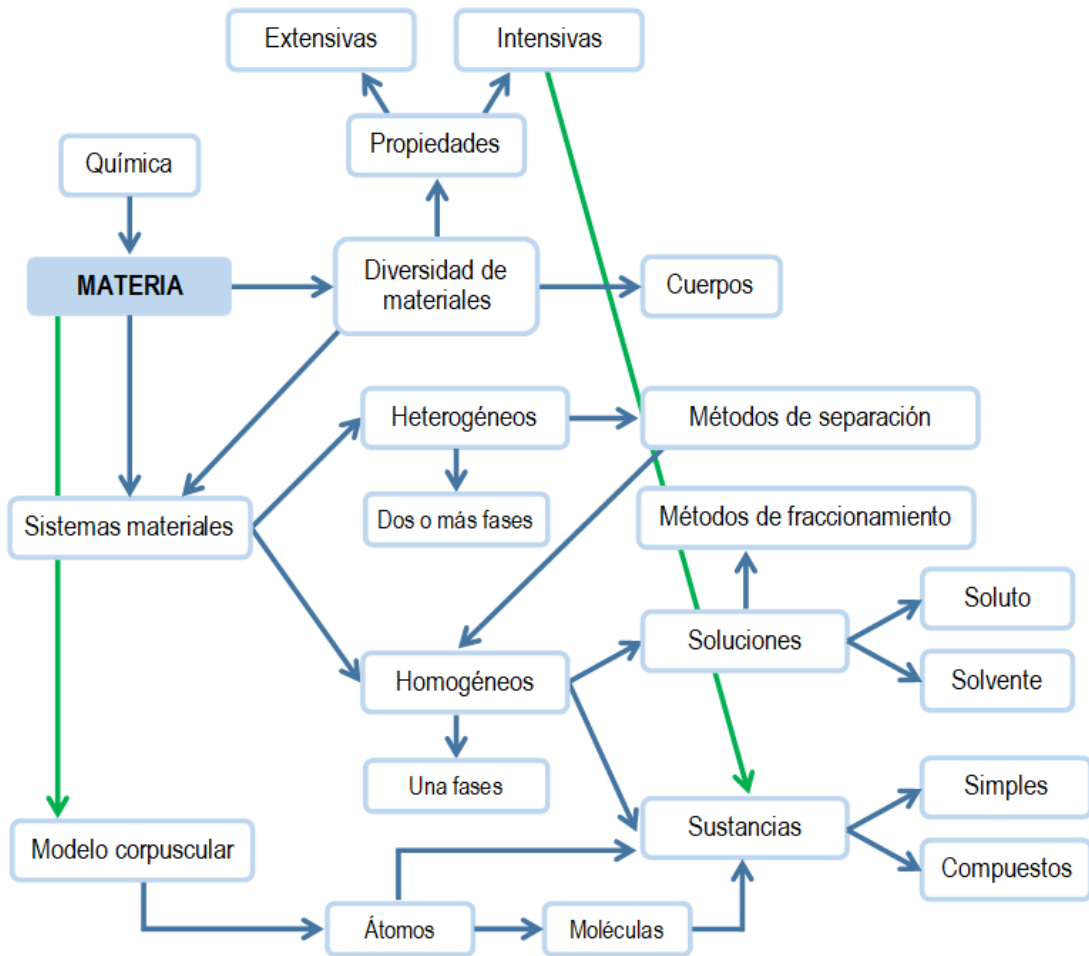 Extensivas
Intensivas
Propiedades
Química
MATERIA
Diversidad de
materiales
Cuerpos
Heterogéneos
Métodos de separación
Sistemas materiales
Dos o más fases
Métodos de fraccionamiento
Soluto
Soluciones
Homogéneos
Solvente
Una fases
Simples
Sustancias
Modelo corpuscular
Compuestos
Átomos
Moléculas